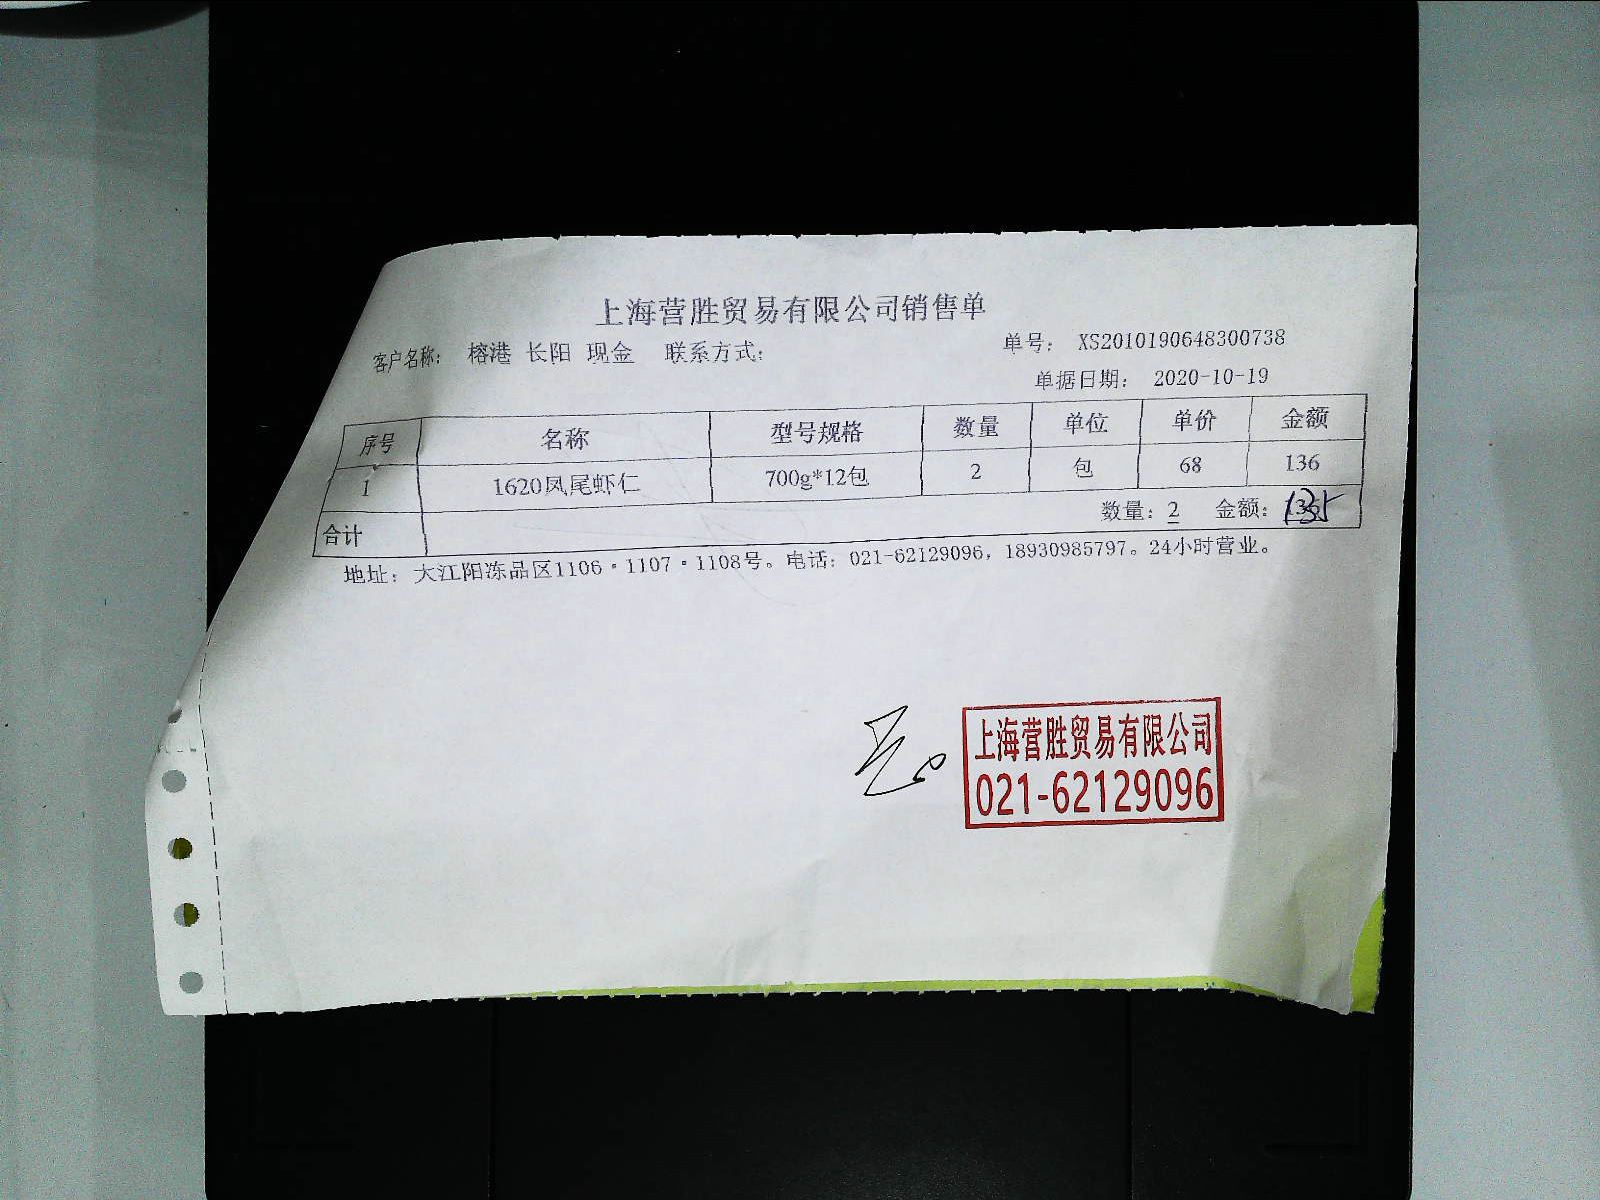 上海营胜贸易有限公司销售单
客户名称： 榕港 长阳 现金 联系方式： 单号： XS2010190648300738
单据日期： 2020-10-19
序号 名称 型号规格 数量 单位 单价 金额
1 1620凤尾虾仁 700g*12包 2 包 68 136
合计 数量：2 金额：135
地址：大江阳冻品区1106·1107·1108号。电话：021-62129096，18930985797。24小时营业。
上海营胜贸易有限公司
021-62129096